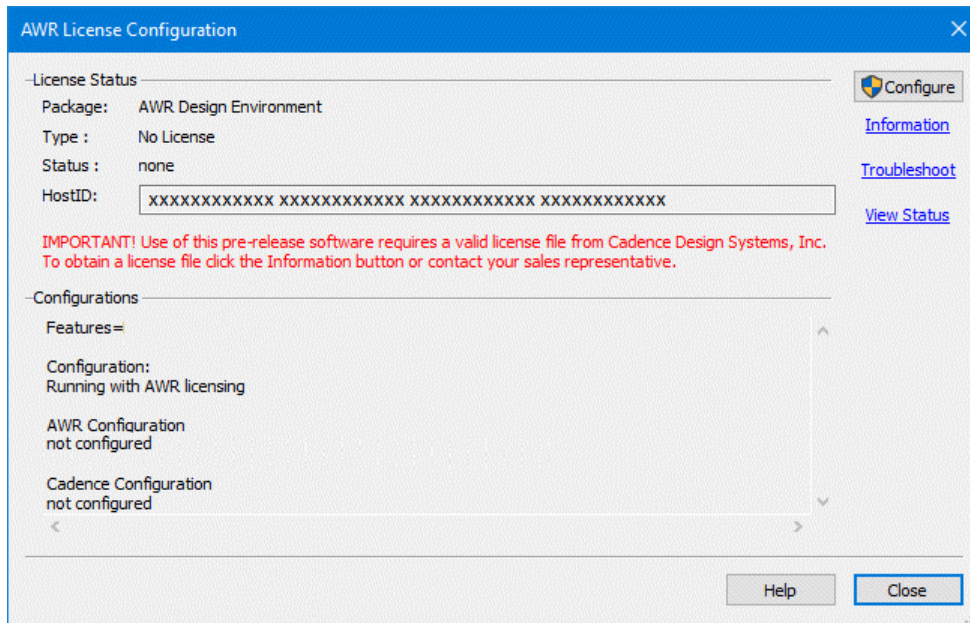 AWR License Configuration
License Status
Configure
Package: AWR Design Environment
Information
Type : No License
Troubleshoot
Status : none
HostID: xxxxxxxxxxxx xxxxxxxxxxxx xxxxxxxxxxxx xxxxxxxxxxxx
View Status
IMPORTANT! Use of this pre-release software requires a valid license file from Cadence Design Systems, Inc.
To obtain a license file click the Information button or contact your sales representative.
Configurations
Features=
Configuration:
Running with AWR licensing
AWR Configuration
not configured
Cadence Configuration
not configured
Help Close